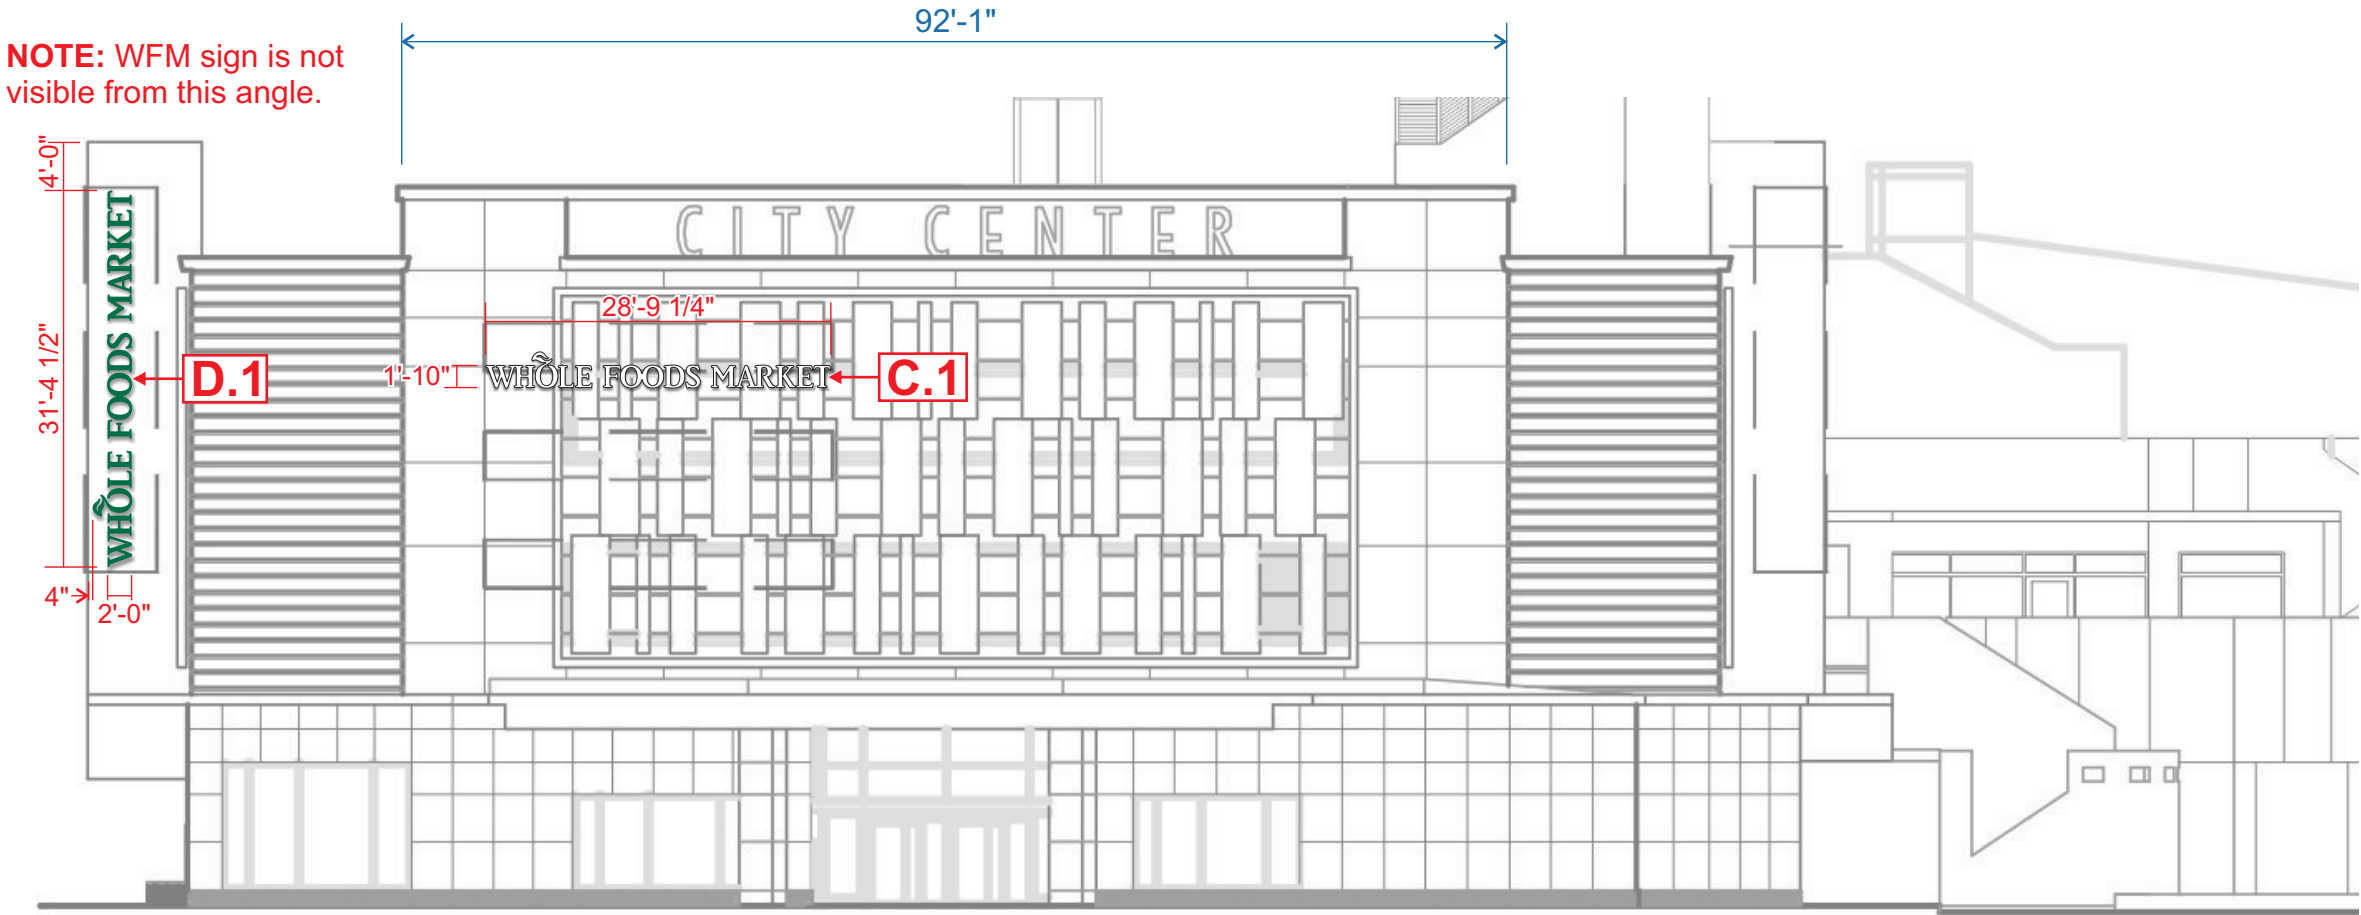 92'-1"
NOTE: WFM sign is not
visible from this angle.
4'-0"
CITY CENTER
WHOLE FOODS MARKET
31'-4 1/2"
D.1
28'-9 1/4"
1'-10"
WHOLE FOODS MARKET
C.1
4"
2'-0"